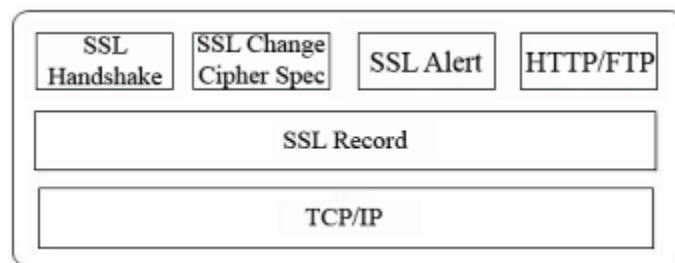 SSL
Handshake
SSL Change
Cipher Spec
SSL Alert
HTTP/FTP
SSL Record
TCP/IP